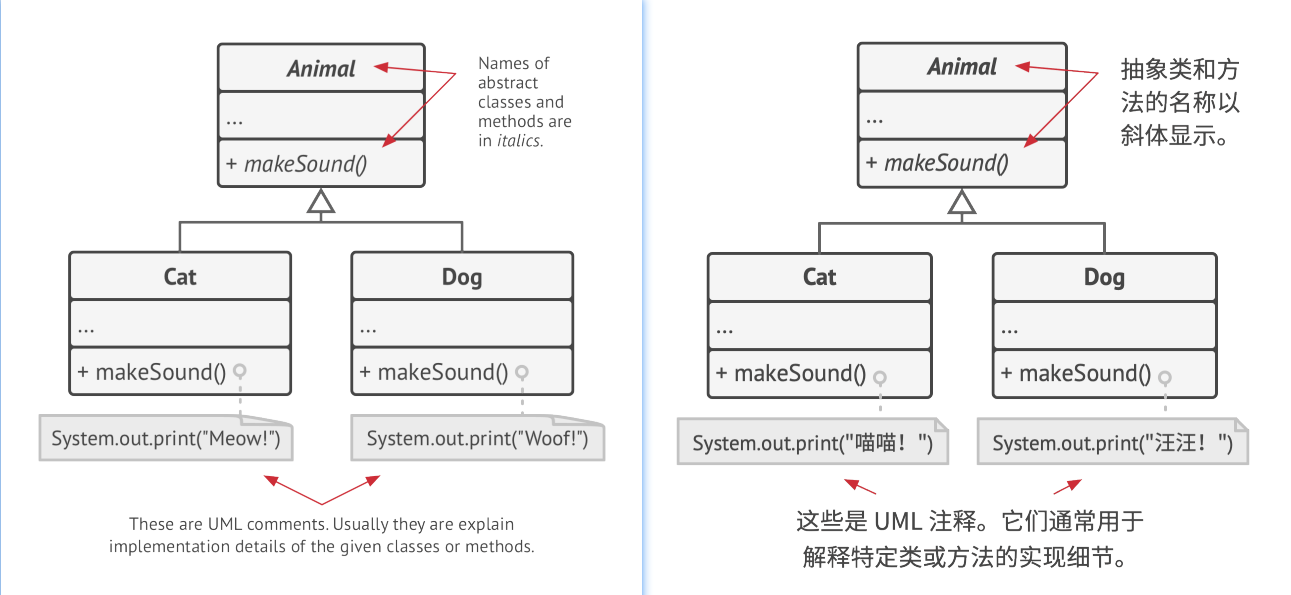 Animal
...
+ makeSound()
Names of
abstract
classes and
methods are
in italics.
Cat
...
+ makeSound()
Dog
...
+ makeSound()
System.out.print("Meow!")
System.out.print("Woof!")
These are UML comments. Usually they are explain
implementation details of the given classes or methods.
Animal
...
+ makeSound()
抽象类和方
法的名称以
斜体显示。
Cat
...
+ makeSound()
Dog
...
+ makeSound()
System.out.print("喵喵！")
System.out.print("汪汪！")
这些是 UML 注释。它们通常用于
解释特定类或方法的实现细节。